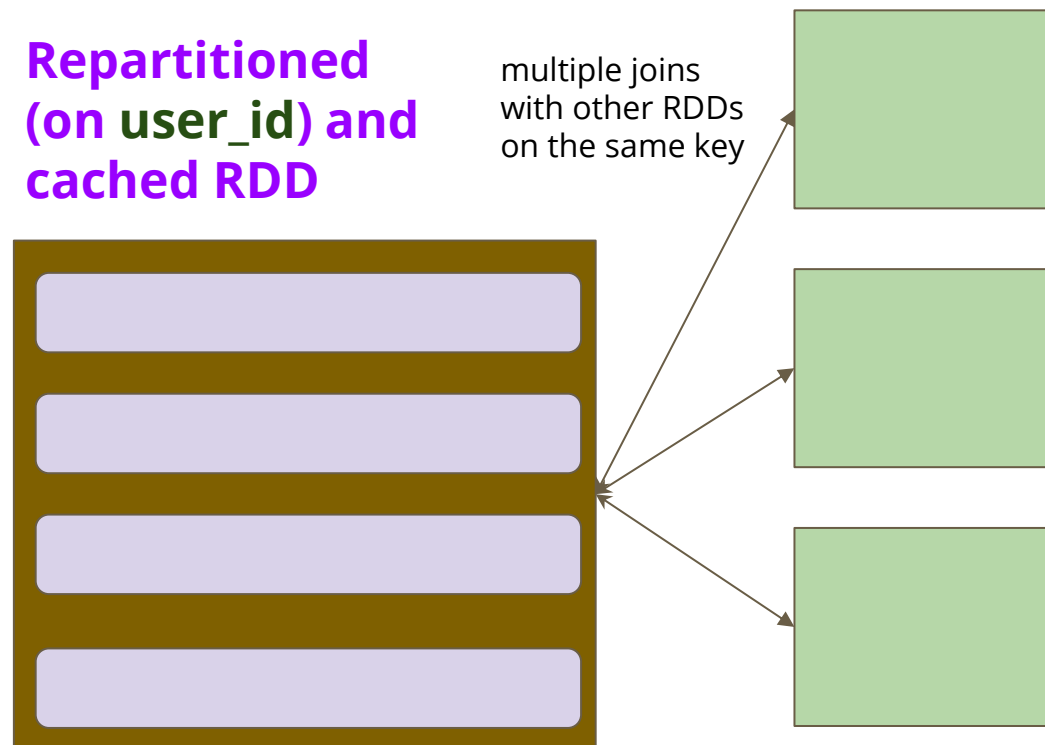 Repartitioned
(on user_id) and
cached RDD
multiple joins
with other RDDs
on the same key